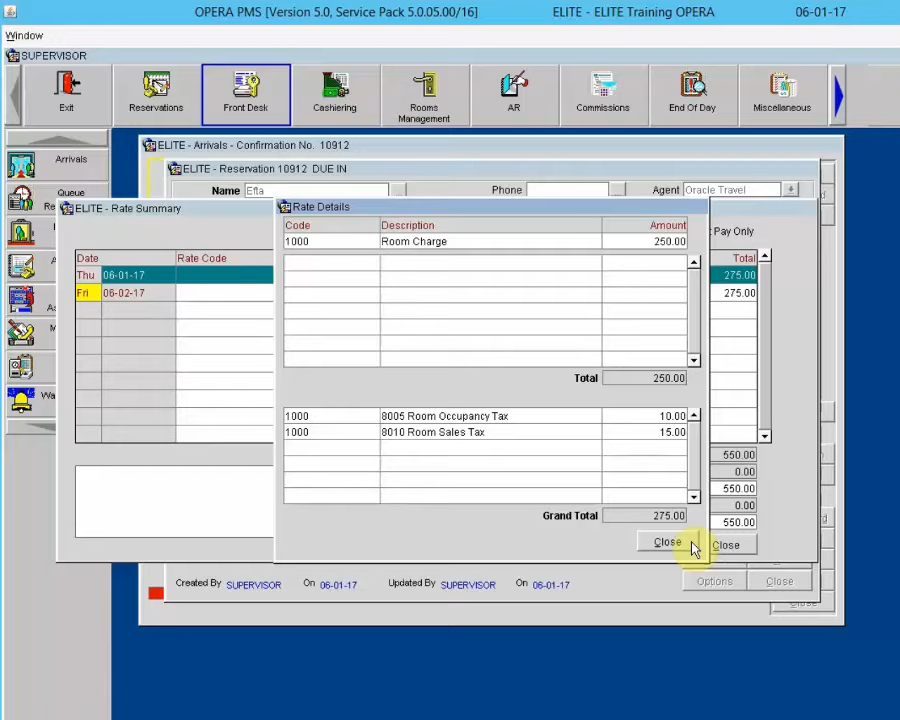 OPERA PMS [Version 5.0, Service Pack 5.0.05.00/16] ELITE - ELITE Training OPERA 06-01-17
Window
SUPERVISOR
Exit Reservations Front Desk Cashiering Rooms Management AR Commissions End Of Day Miscellaneous
ELITE - Arrivals - Confirmation No. 10912
Arrivals
ELITE - Reservation 10912 DUE IN
Name Efta Phone Agent Oracle Travel
Queue
Re
ELITE - Rate Summary
Rate Details
Code Description Amount
1000 Room Charge 250.00
Pay Only
Date Rate Code Total
Thu 06-01-17 275.00
Fri 06-02-17 275.00
A
As
M
Wa
Total 250.00
1000 8005 Room Occupancy Tax 10.00
1000 8010 Room Sales Tax 15.00
550.00
0.00
550.00
0.00
550.00
Grand Total 275.00
Close
Close
Created By SUPERVISOR On 06-01-17 Updated By SUPERVISOR On 06-01-17 Options Close
Close